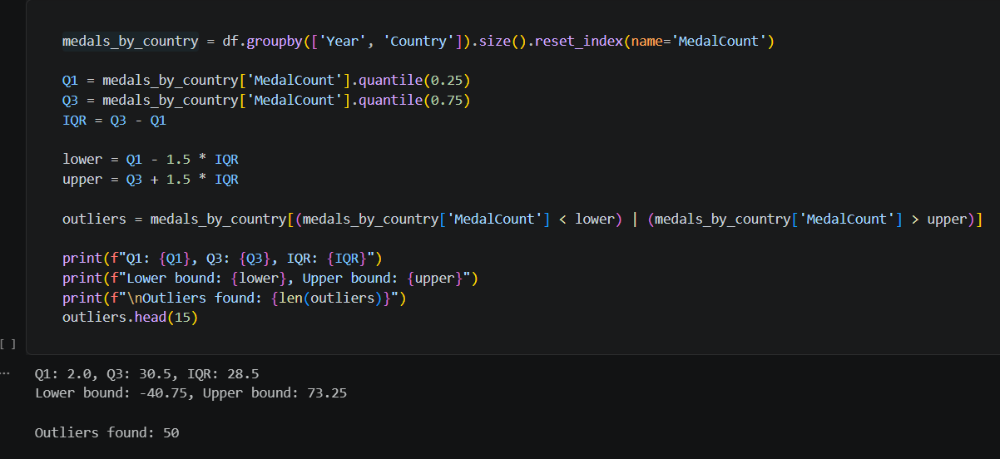 medals_by_country = df.groupby(['Year', 'Country']).size().reset_index(name='MedalCount')
Q1 = medals_by_country['MedalCount'].quantile(0.25)
Q3 = medals_by_country['MedalCount'].quantile(0.75)
IQR = Q3 - Q1
lower = Q1 - 1.5 * IQR
upper = Q3 + 1.5 * IQR
outliers = medals_by_country[(medals_by_country['MedalCount'] < lower) | (medals_by_country['MedalCount'] > upper)]
print(f"Q1: {Q1}, Q3: {Q3}, IQR: {IQR}")
print(f"Lower bound: {lower}, Upper bound: {upper}")
print(f"\nOutliers found: {len(outliers)}")
outliers.head(15)
[ ]
...
Q1: 2.0, Q3: 30.5, IQR: 28.5
Lower bound: -40.75, Upper bound: 73.25
Outliers found: 50